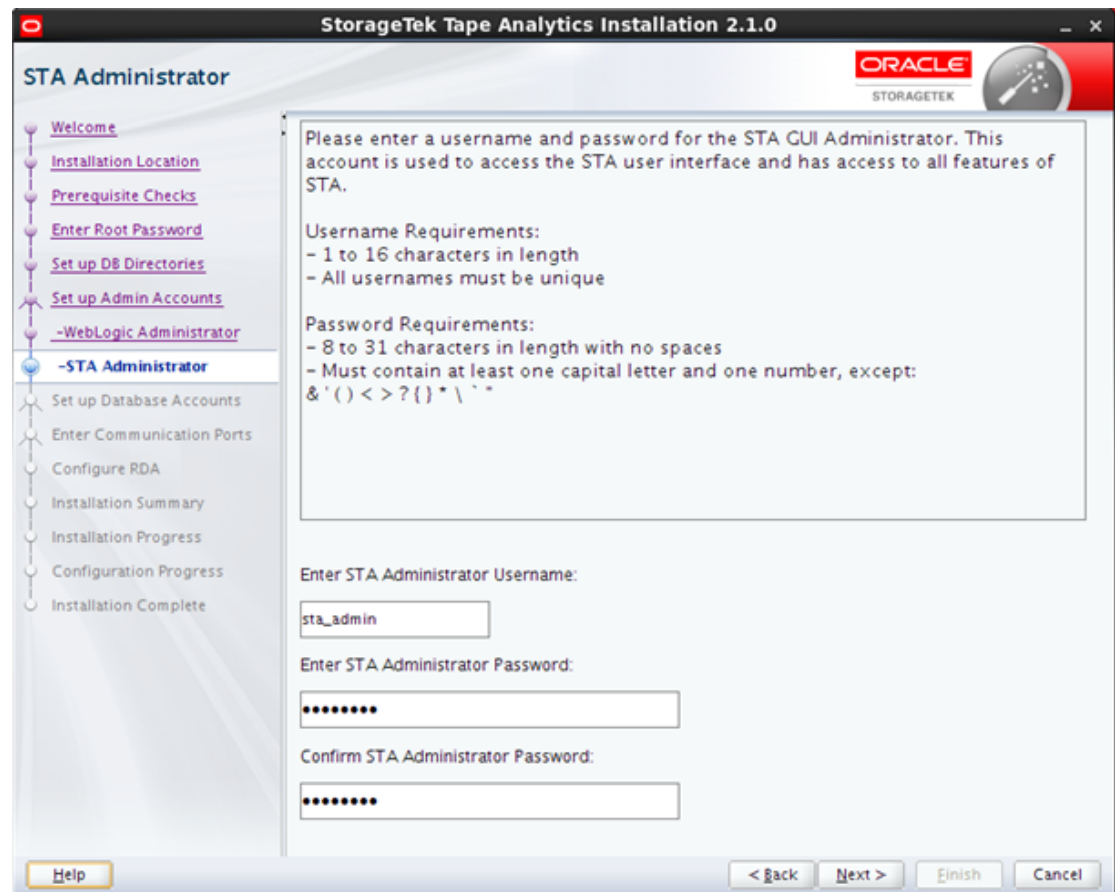 StorageTek Tape Analytics Installation 2.1.0
STA Administrator
ORACLE
STORAGETEK
Welcome
Installation Location
Prerequisite Checks
Enter Root Password
Set up DB Directories
Set up Admin Accounts
-WebLogic Administrator
-STA Administrator
Set up Database Accounts
Enter Communication Ports
Configure RDA
Installation Summary
Installation Progress
Configuration Progress
Installation Complete
Please enter a username and password for the STA GUI Administrator. This
account is used to access the STA user interface and has access to all features of
STA.
Username Requirements:
- 1 to 16 characters in length
- All usernames must be unique
Password Requirements:
- 8 to 31 characters in length with no spaces
- Must contain at least one capital letter and one number, except:
& ' ( ) < > ? { } * \ ` "
Enter STA Administrator Username:
sta_admin
Enter STA Administrator Password:
••••••••
Confirm STA Administrator Password:
••••••••
Help
< Back
Next >
Finish
Cancel